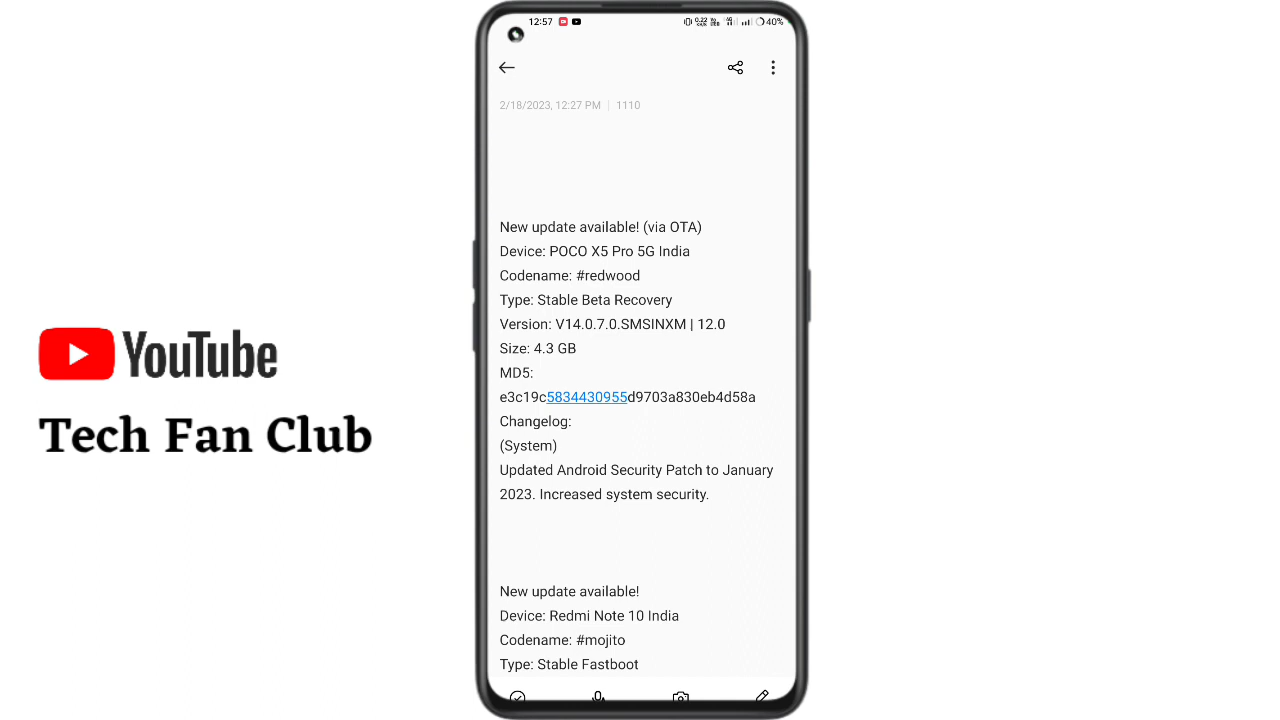 12:57
40%
2/18/2023, 12:27 PM | 1110
New update available! (via OTA)
Device: POCO X5 Pro 5G India
Codename: #redwood
Type: Stable Beta Recovery
Version: V14.0.7.0.SMSINXM | 12.0
Size: 4.3 GB
MD5:
e3c19c5834430955d9703a830eb4d58a
Changelog:
(System)
Updated Android Security Patch to January
2023. Increased system security.
New update available!
Device: Redmi Note 10 India
Codename: #mojito
Type: Stable Fastboot
YouTube
Tech Fan Club